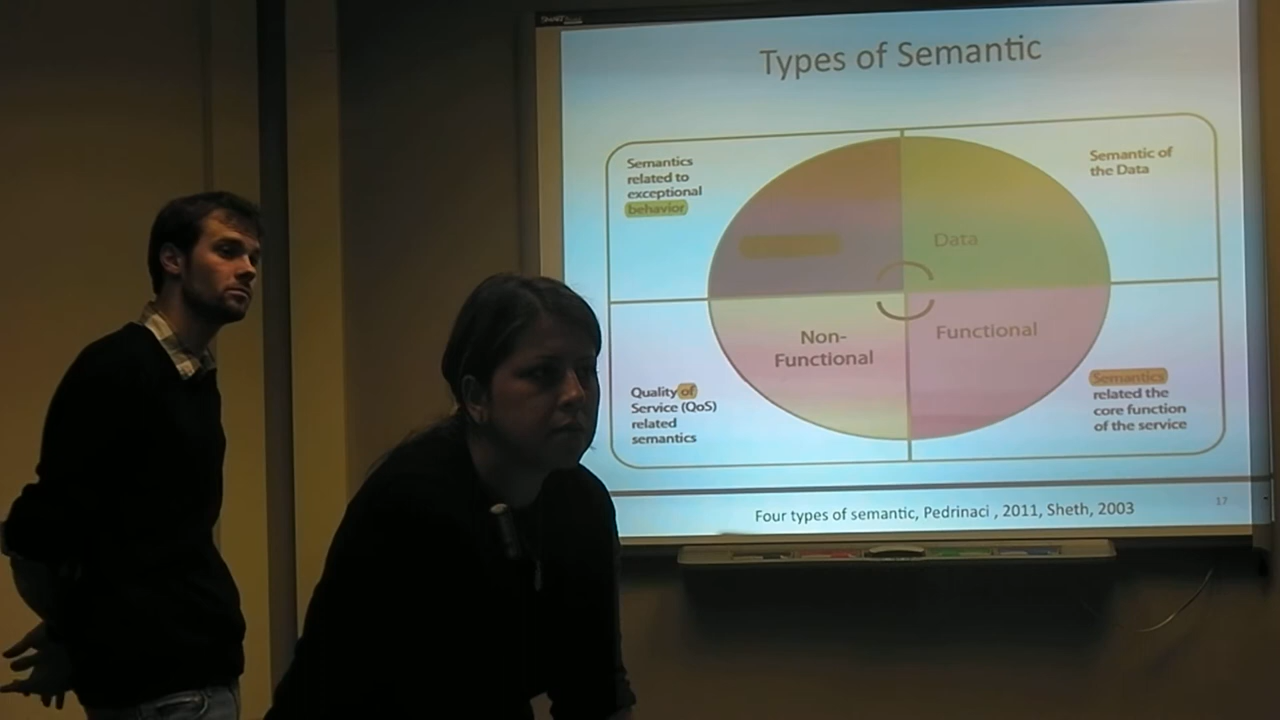 SMART
Types of Semantic
Semantics
related to
exceptional
behavior
Semantic of
the Data
Data
Non-
Functional
Functional
Quality of
Service (QoS)
related
semantics
Semantics
related the
core function
of the service
Four types of semantic, Pedrinaci , 2011, Sheth, 2003
17